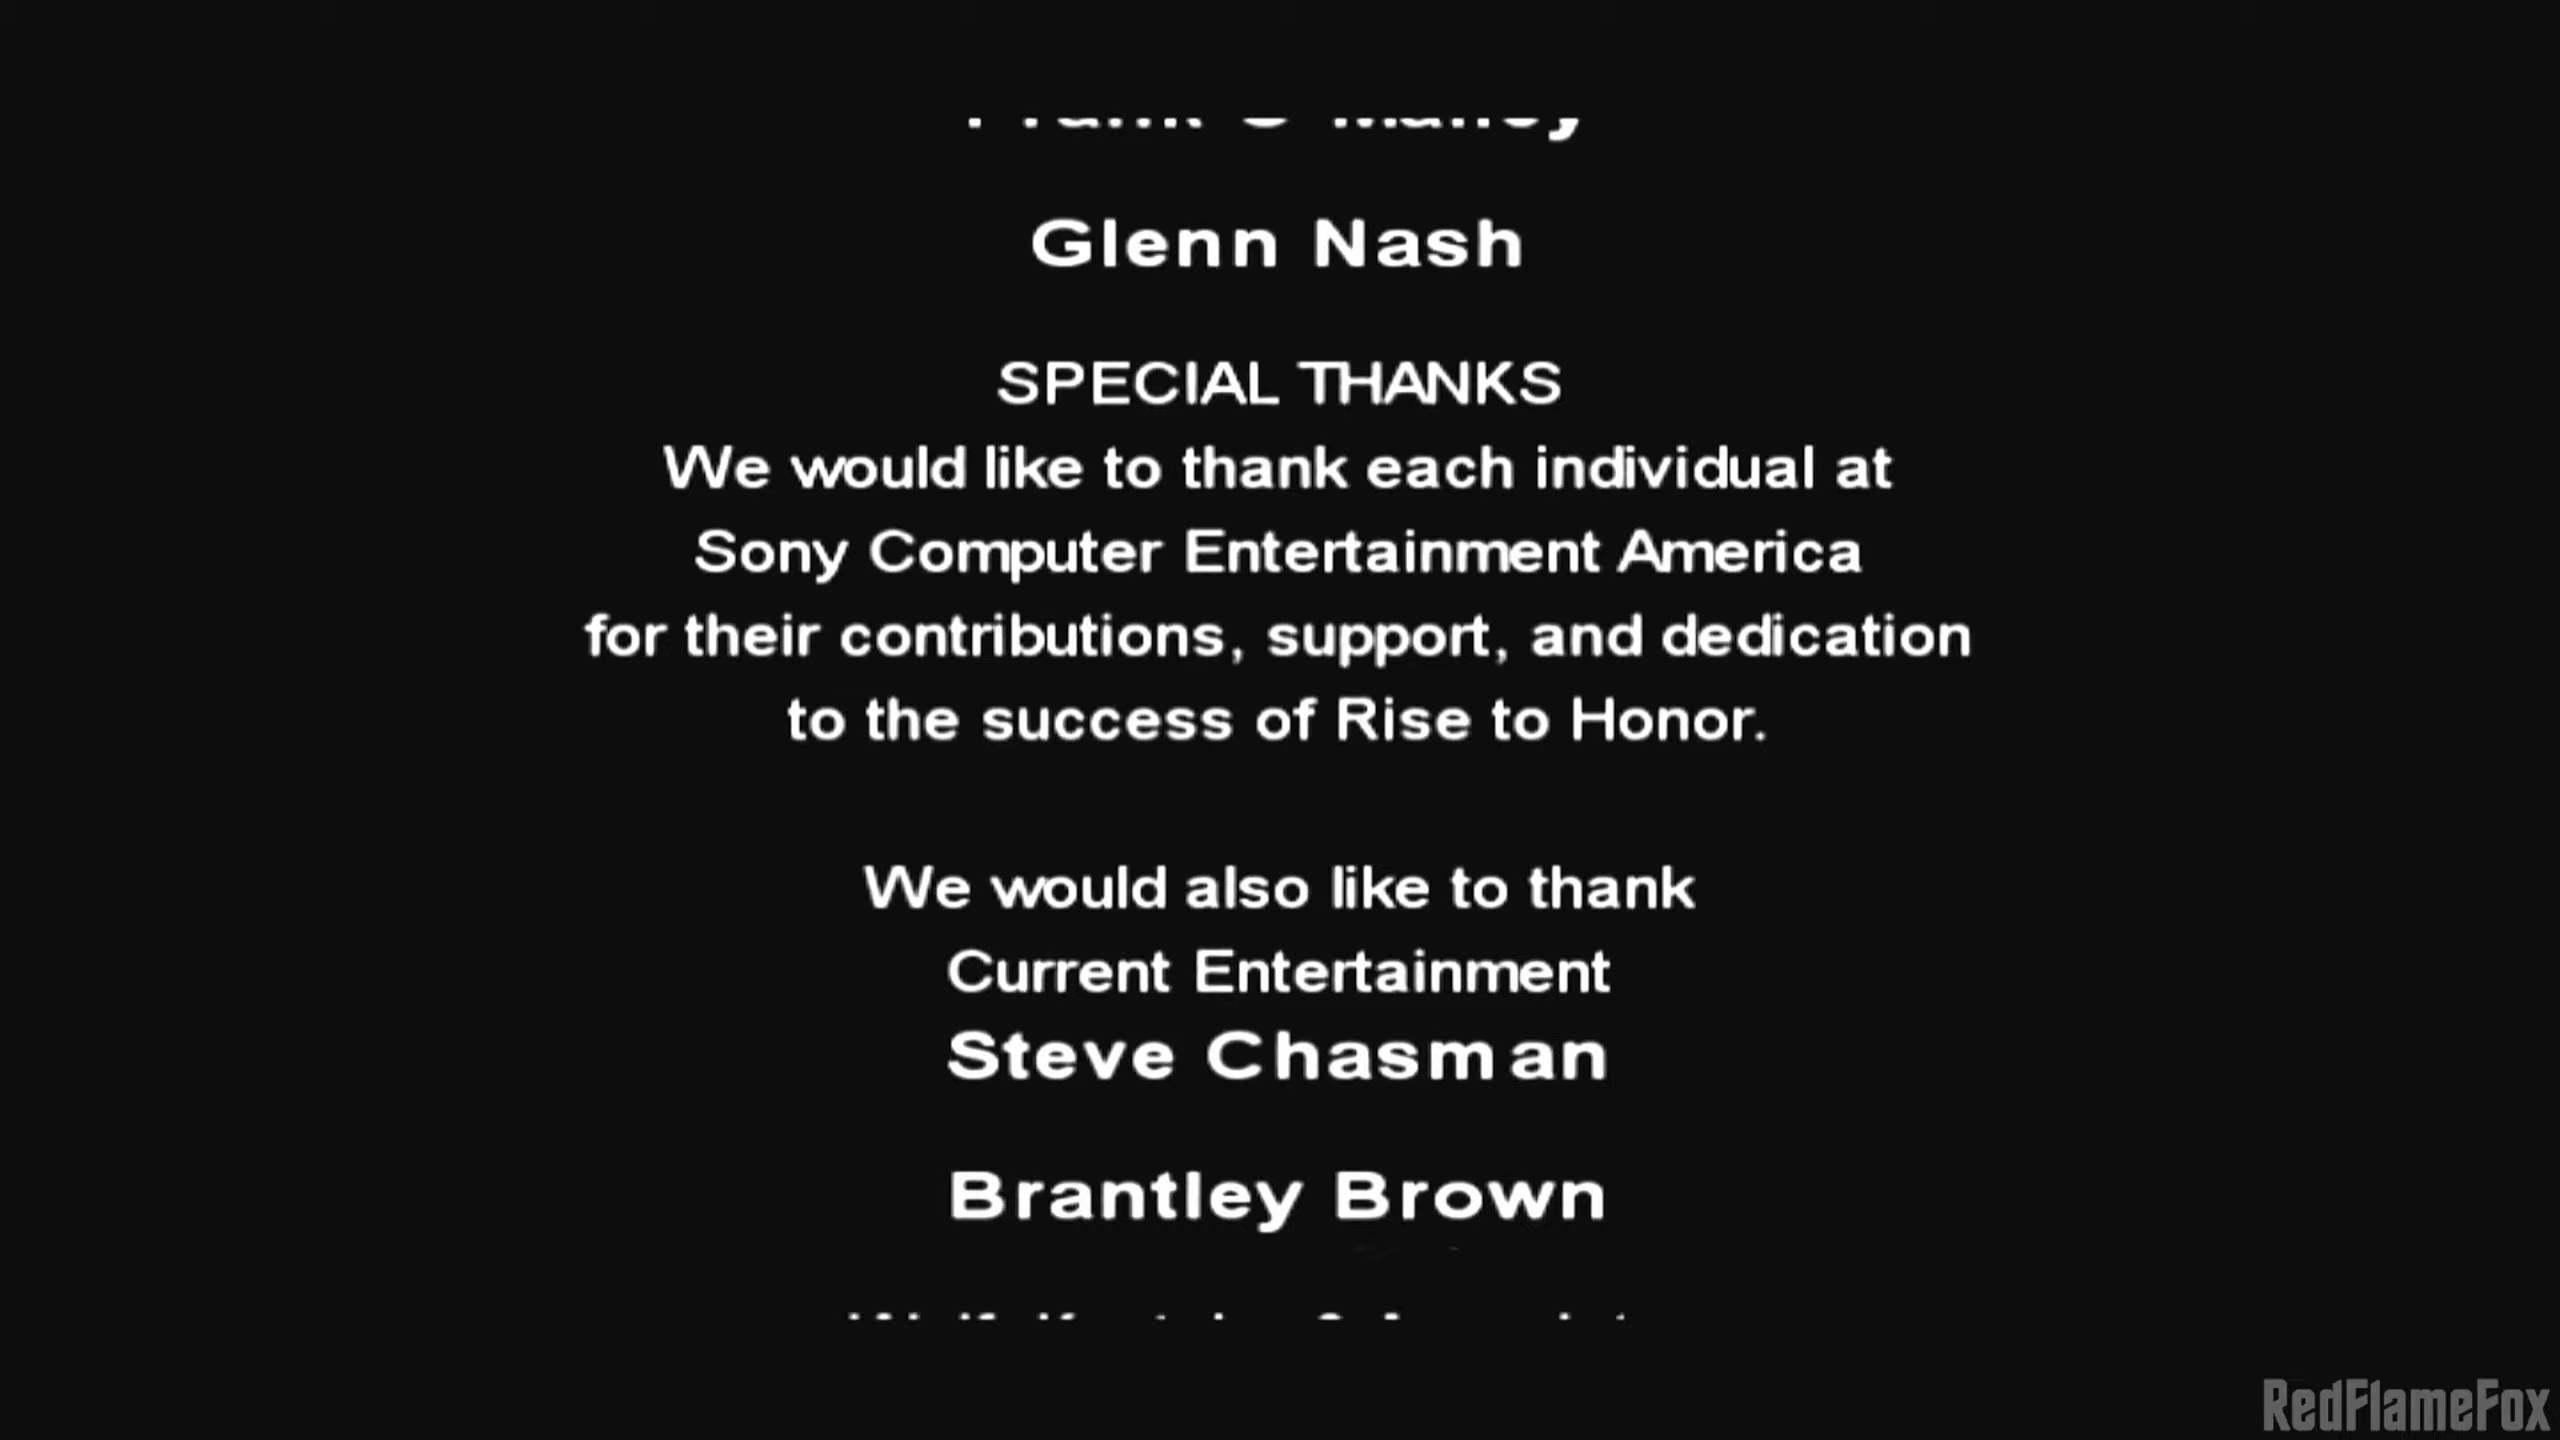 Glenn Nash
SPECIAL THANKS
We would like to thank each individual at
Sony Computer Entertainment America
for their contributions, support, and dedication
to the success of Rise to Honor.
We would also like to thank
Current Entertainment
Steve Chasman
Brantley Brown
RedFlameFox